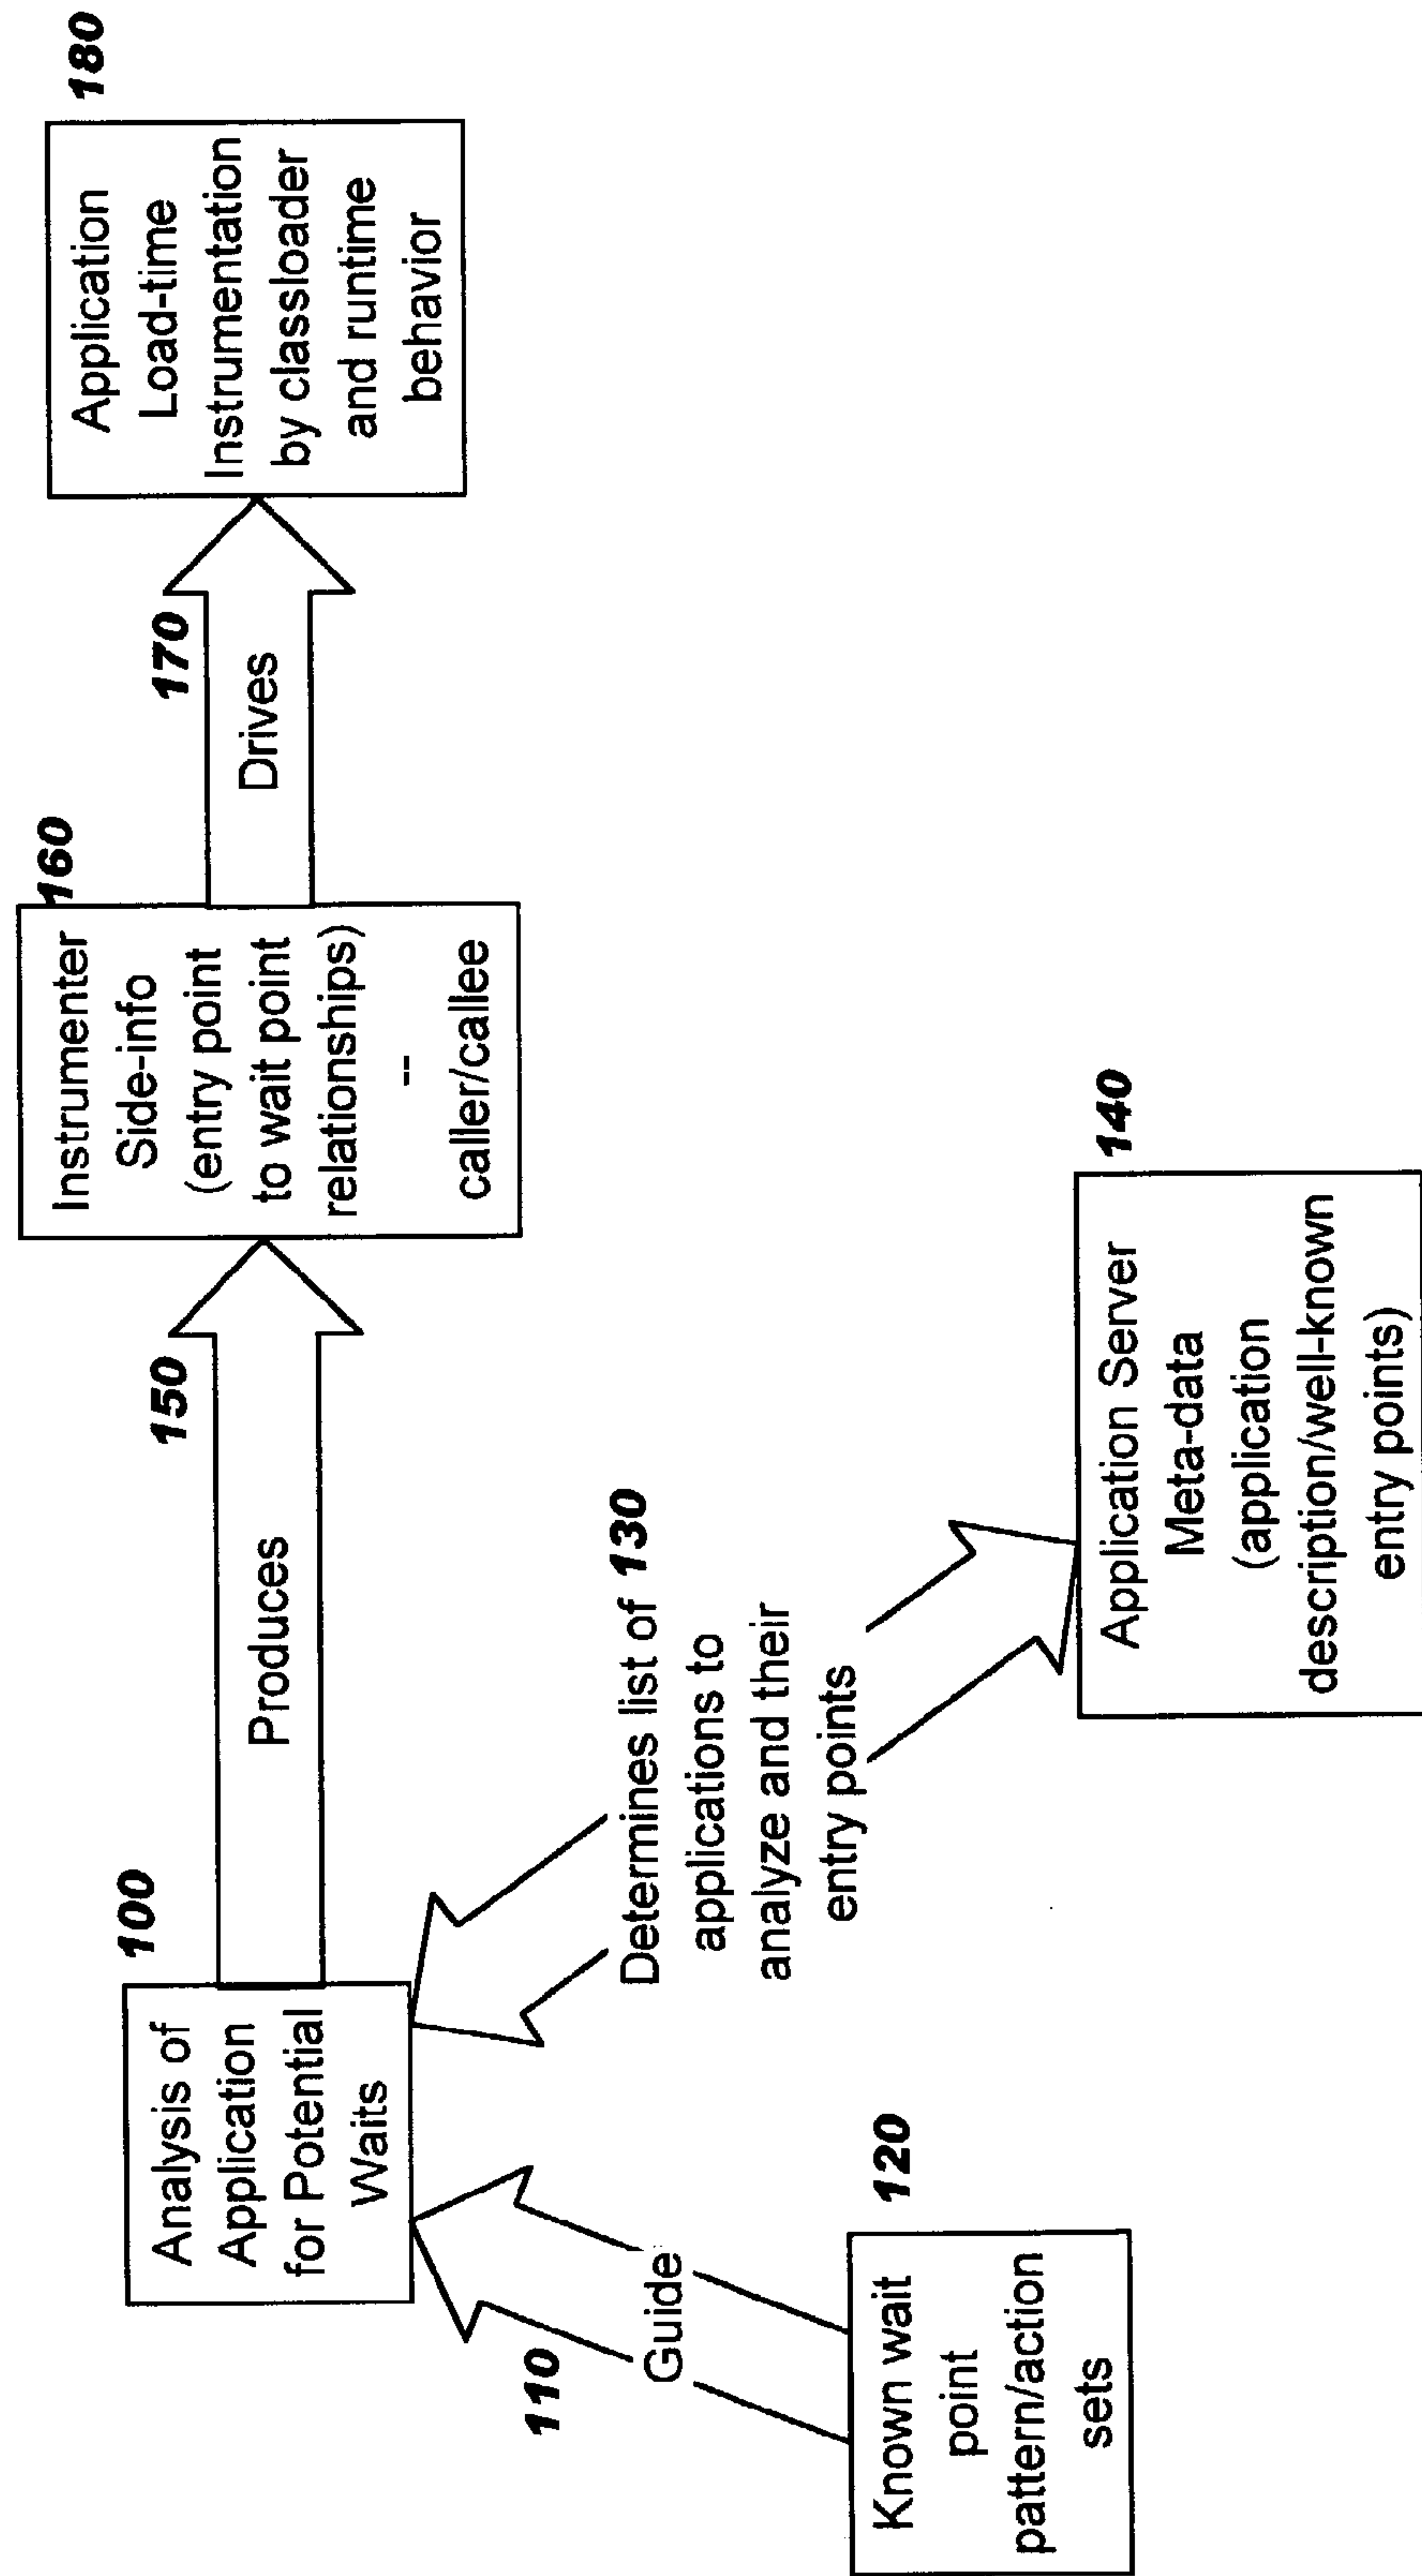 100
Analysis of
Application
for Potential
Waits
150
Produces
160
Instrumenter
Side-info
(entry point
to wait point
relationships)
--
caller/callee
170
Drives
180
Application
Load-time
Instrumentation
by classloader
and runtime
behavior
110
Guide
Determines list of 130
applications to
analyze and their
entry points
120
Known wait
point
pattern/action
sets
140
Application Server
Meta-data
(application
description/well-known
entry points)